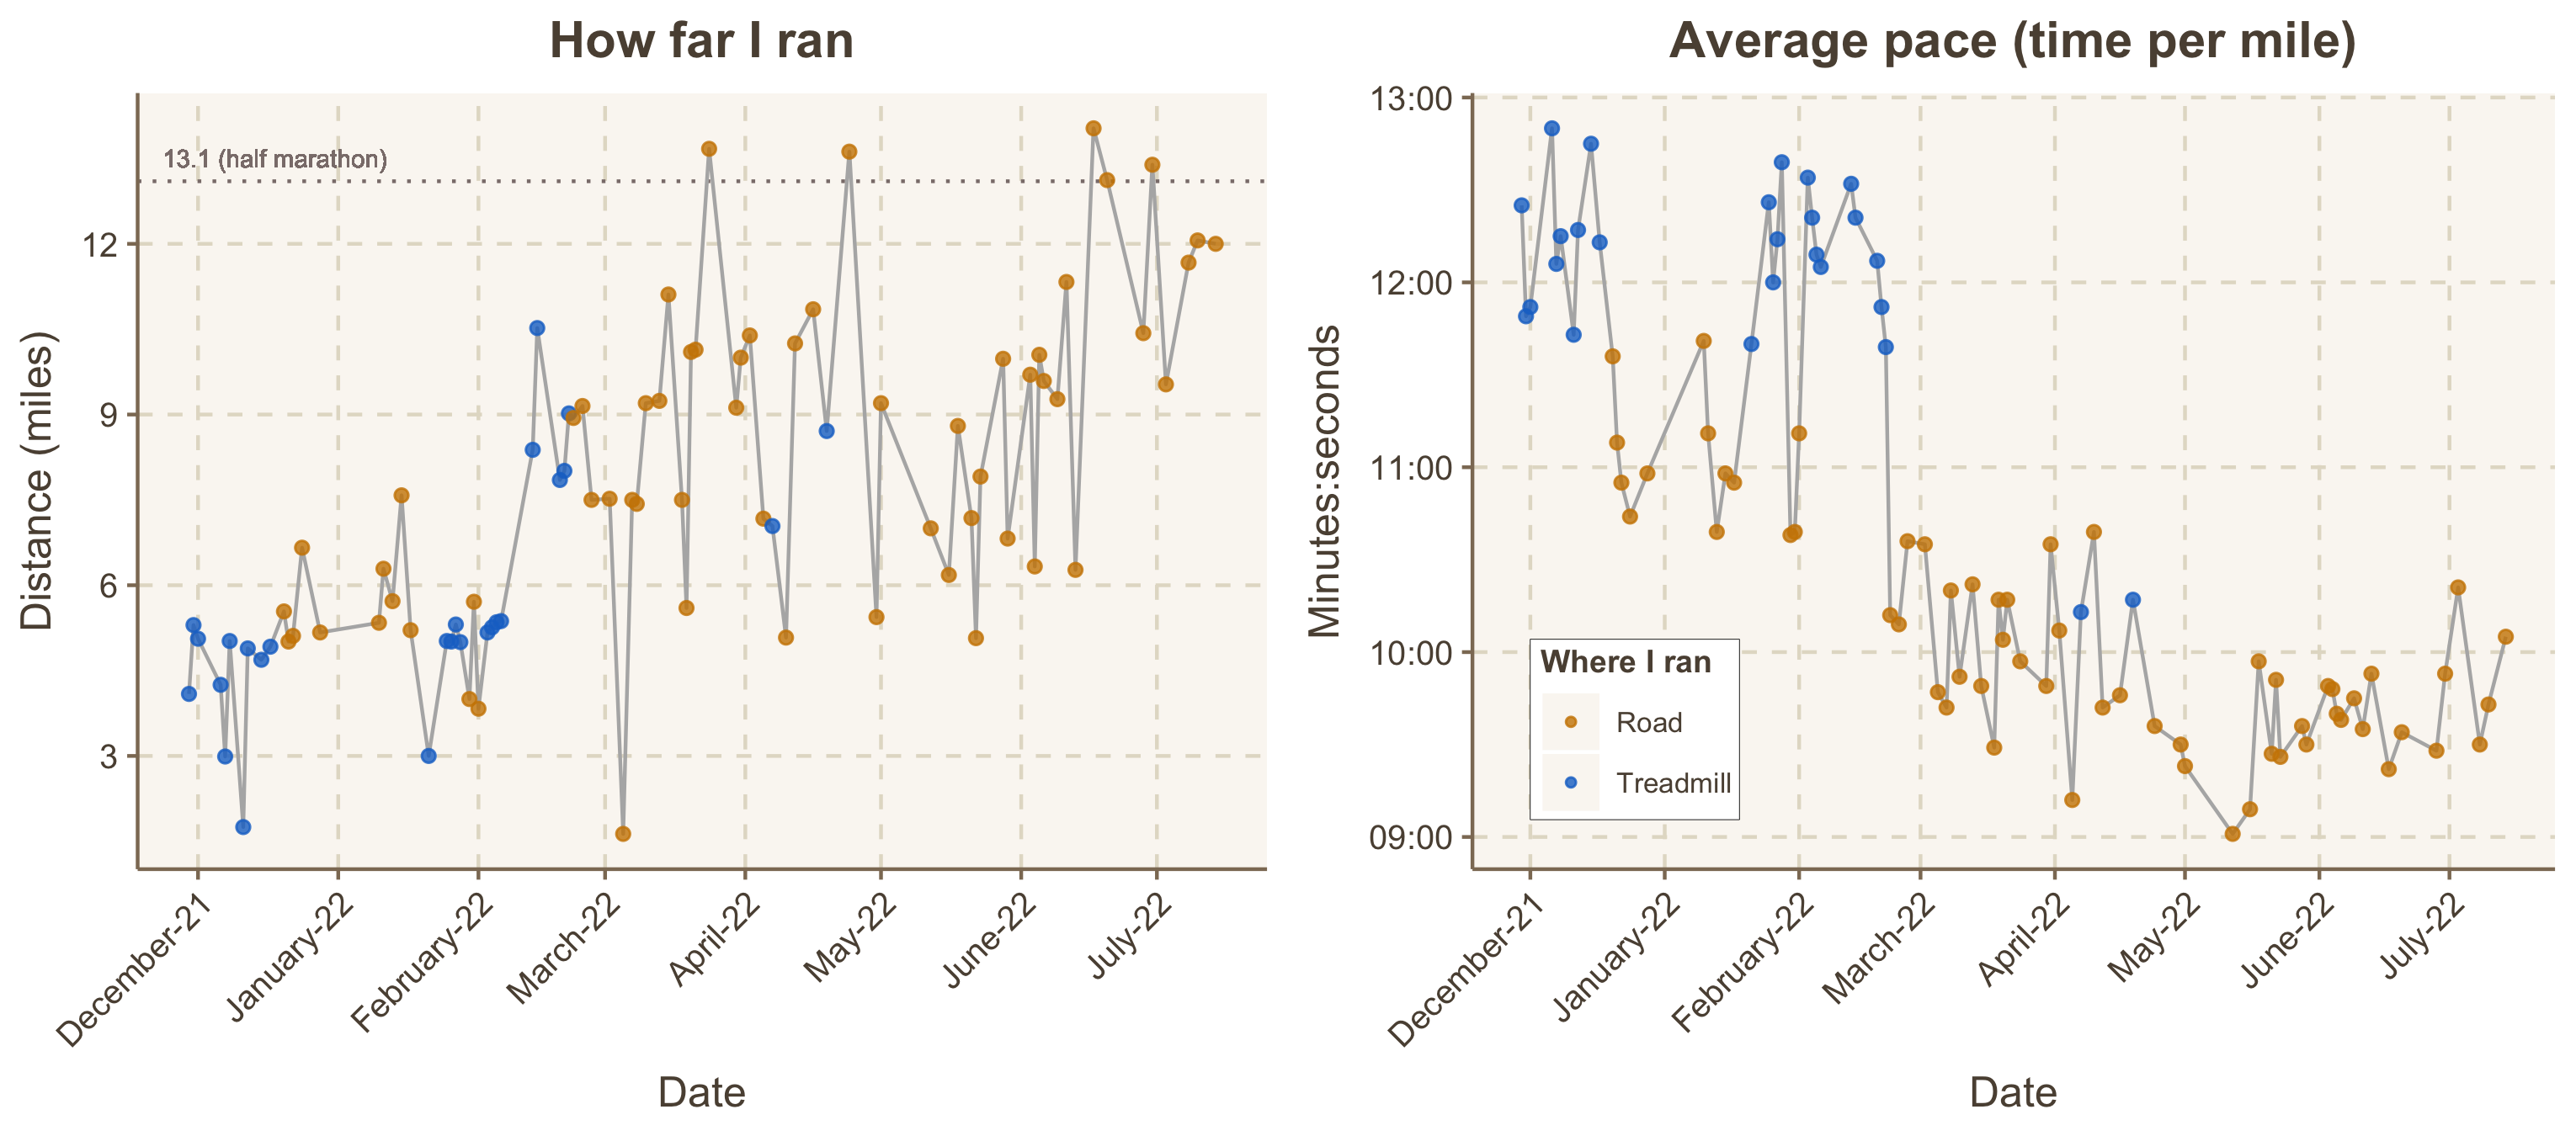 How far I ran
13.1 (half marathon)
12
9
6
3
Distance (miles)
December-21
January-22
February-22
March-22
April-22
May-22
June-22
July-22
Date
Average pace (time per mile)
13:00
12:00
11:00
10:00
09:00
Minutes:seconds
Where I ran
Road
Treadmill
December-21
January-22
February-22
March-22
April-22
May-22
June-22
July-22
Date